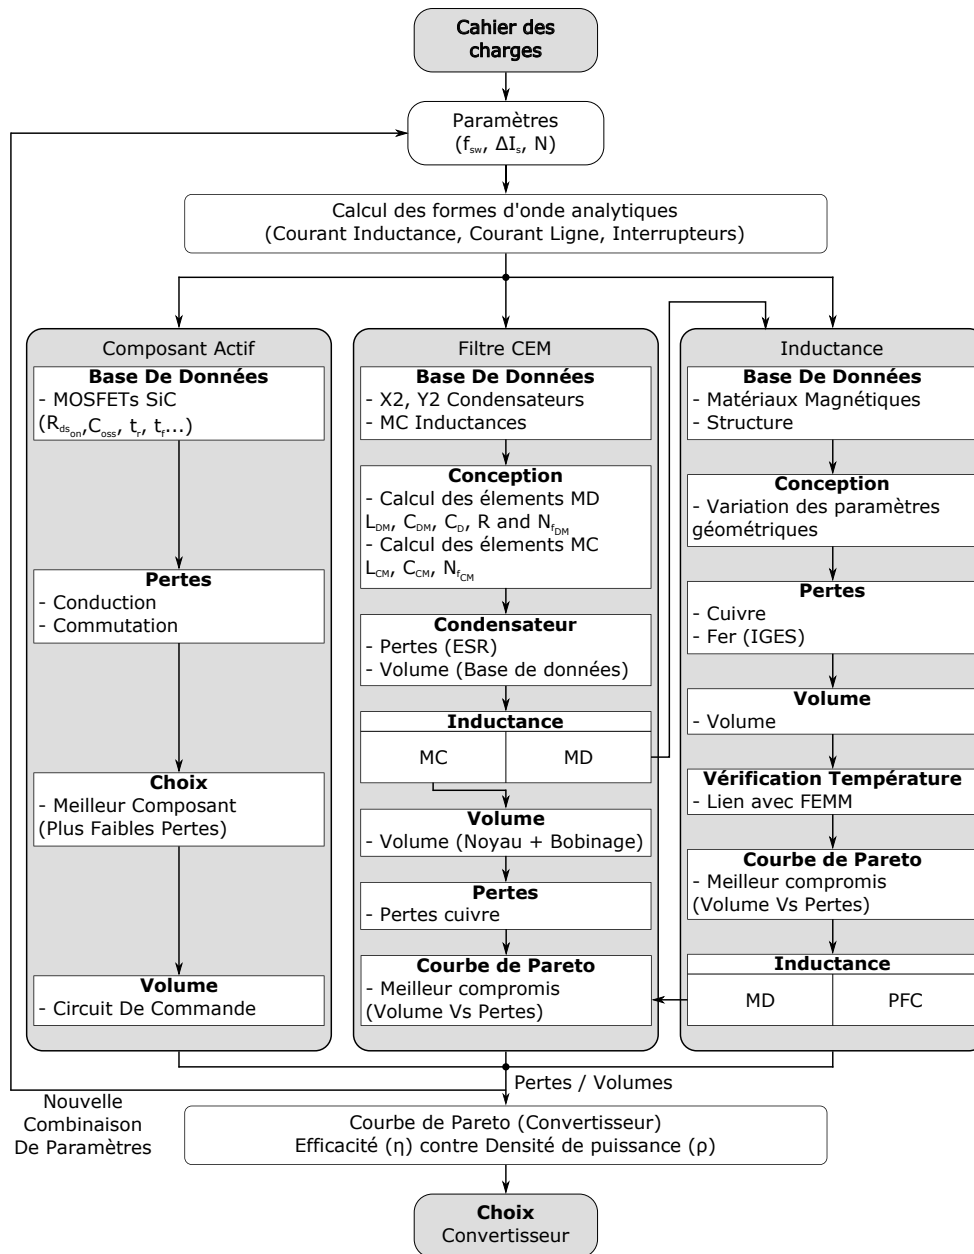 Cahier des
charges
Paramètres
(fsw, ΔIs, N)
Calcul des formes d'onde analytiques
(Courant Inductance, Courant Ligne, Interrupteurs)
Composant Actif
Base De Données
- MOSFETs SiC
(Rdson,Coss, tr, tf...)
Pertes
- Conduction
- Commutation
Choix
- Meilleur Composant
(Plus Faibles Pertes)
Volume
- Circuit De Commande
Filtre CEM
Base De Données
- X2, Y2 Condensateurs
- MC Inductances
Conception
- Calcul des élements MD
LDM, CDM, CD, R and NfDM
- Calcul des élements MC
LCM, CCM, NfCM
Condensateur
- Pertes (ESR)
- Volume (Base de données)
Inductance
MC
MD
Volume
- Volume (Noyau + Bobinage)
Pertes
- Pertes cuivre
Courbe de Pareto
- Meilleur compromis
(Volume Vs Pertes)
Inductance
Base De Données
- Matériaux Magnétiques
- Structure
Conception
- Variation des paramètres
géométriques
Pertes
- Cuivre
- Fer (IGES)
Volume
- Volume
Vérification Température
- Lien avec FEMM
Courbe de Pareto
- Meilleur compromis
(Volume Vs Pertes)
Inductance
MD
PFC
Pertes / Volumes
Nouvelle
Combinaison
De Paramètres
Courbe de Pareto (Convertisseur)
Efficacité (η) contre Densité de puissance (ρ)
Choix
Convertisseur